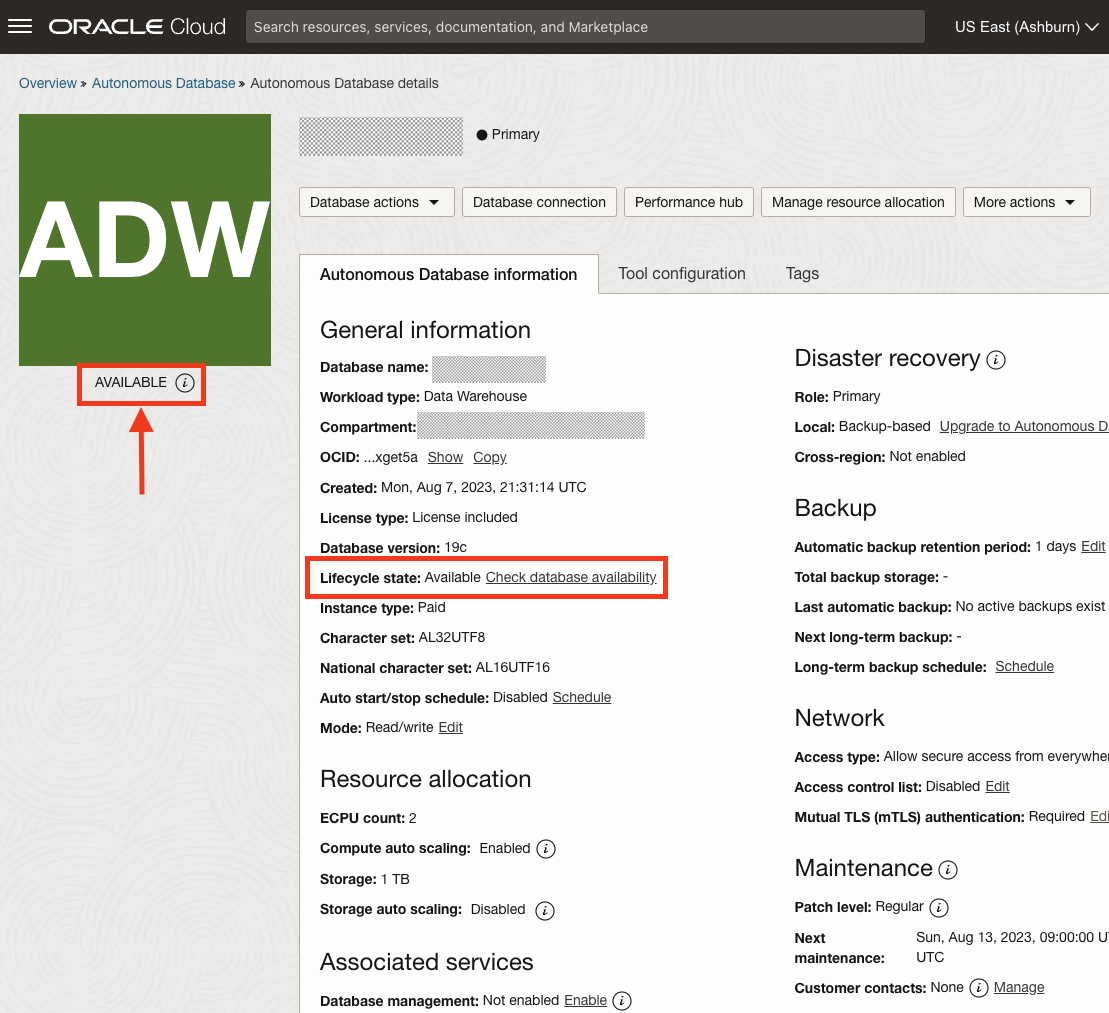 ORACLE Cloud
Search resources, services, documentation, and Marketplace
US East (Ashburn)
Overview » Autonomous Database » Autonomous Database details
ADW
AVAILABLE i
Primary
Database actions
Database connection
Performance hub
Manage resource allocation
More actions
Autonomous Database information
Tool configuration
Tags
General information
Database name:
Workload type: Data Warehouse
Compartment:
OCID: ...xget5a Show Copy
Created: Mon, Aug 7, 2023, 21:31:14 UTC
License type: License included
Database version: 19c
Lifecycle state: Available Check database availability
Instance type: Paid
Character set: AL32UTF8
National character set: AL16UTF16
Auto start/stop schedule: Disabled Schedule
Mode: Read/write Edit
Resource allocation
ECPU count: 2
Compute auto scaling: Enabled i
Storage: 1 TB
Storage auto scaling: Disabled i
Associated services
Database management: Not enabled Enable i
Disaster recovery i
Role: Primary
Local: Backup-based Upgrade to Autonomous D
Cross-region: Not enabled
Backup
Automatic backup retention period: 1 days Edit
Total backup storage: -
Last automatic backup: No active backups exist
Next long-term backup: -
Long-term backup schedule: Schedule
Network
Access type: Allow secure access from everywhe
Access control list: Disabled Edit
Mutual TLS (mTLS) authentication: Required Edi
Maintenance i
Patch level: Regular i
Next Sun, Aug 13, 2023, 09:00:00 U
maintenance: UTC
Customer contacts: None i Manage